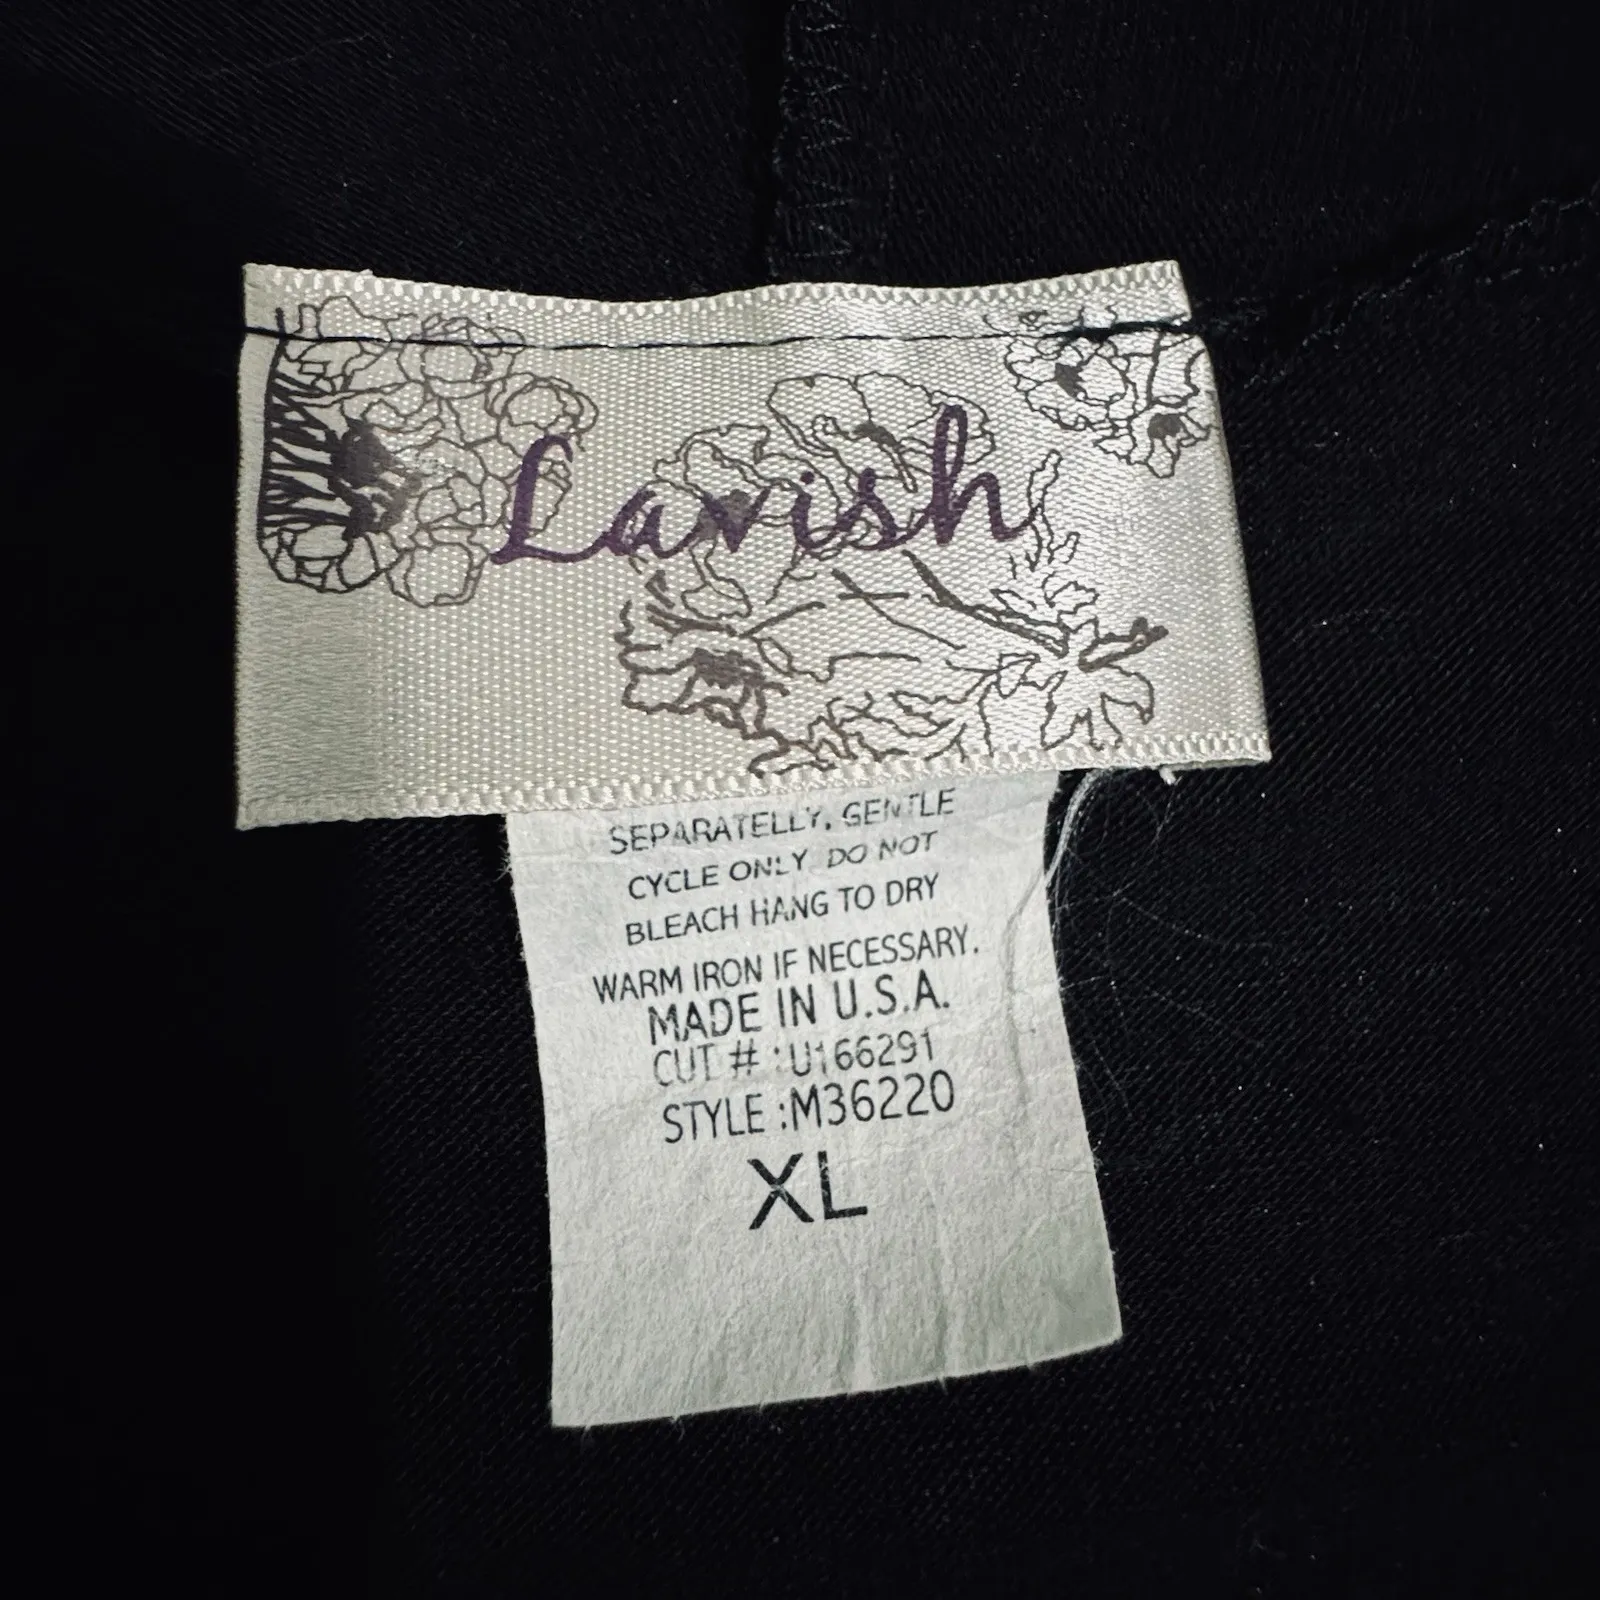 Lavish
SEPARATELLY, GENTLE
CYCLE ONLY DO NOT
BLEACH HANG TO DRY
WARM IRON IF NECESSARY.
MADE IN U.S.A.
CUT # :U166291
STYLE :M36220
XL